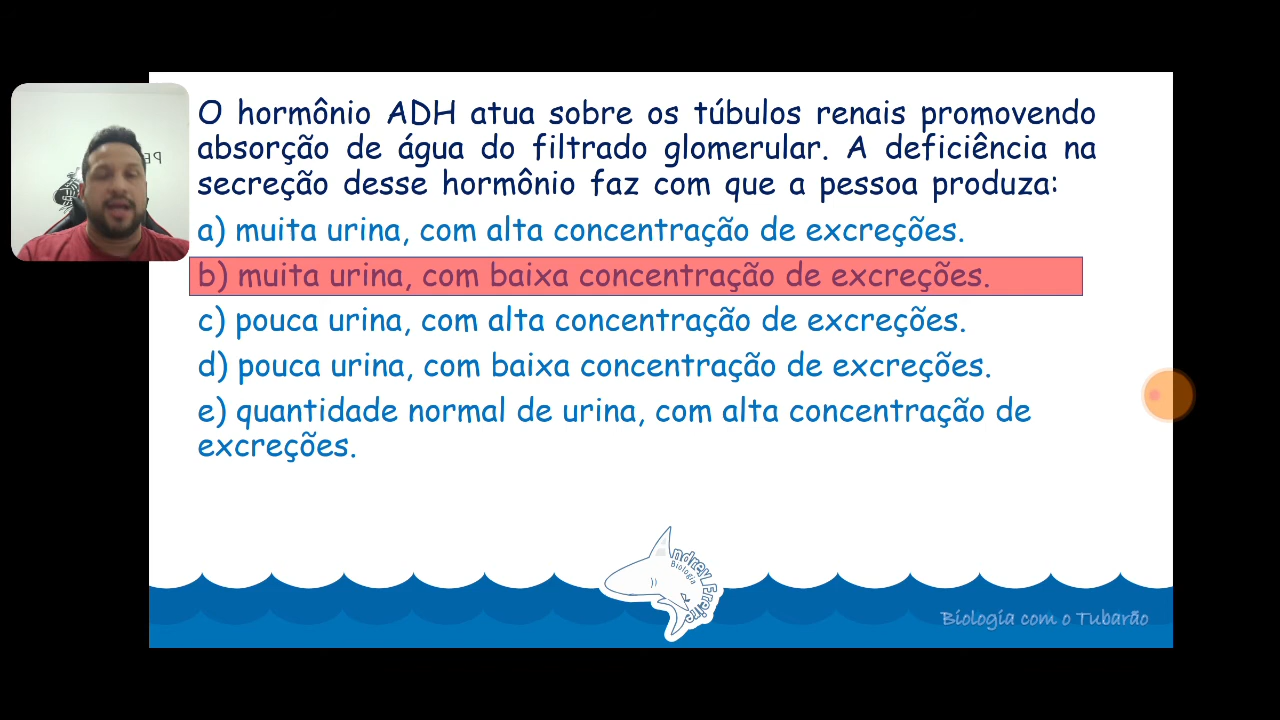 O hormônio ADH atua sobre os túbulos renais promovendo
absorção de água do filtrado glomerular. A deficiência na
secreção desse hormônio faz com que a pessoa produza:
a) muita urina, com alta concentração de excreções.
b) muita urina, com baixa concentração de excreções.
c) pouca urina, com alta concentração de excreções.
d) pouca urina, com baixa concentração de excreções.
e) quantidade normal de urina, com alta concentração de
excreções.
Andrey Freire
Biologia
Biologia com o Tubarão